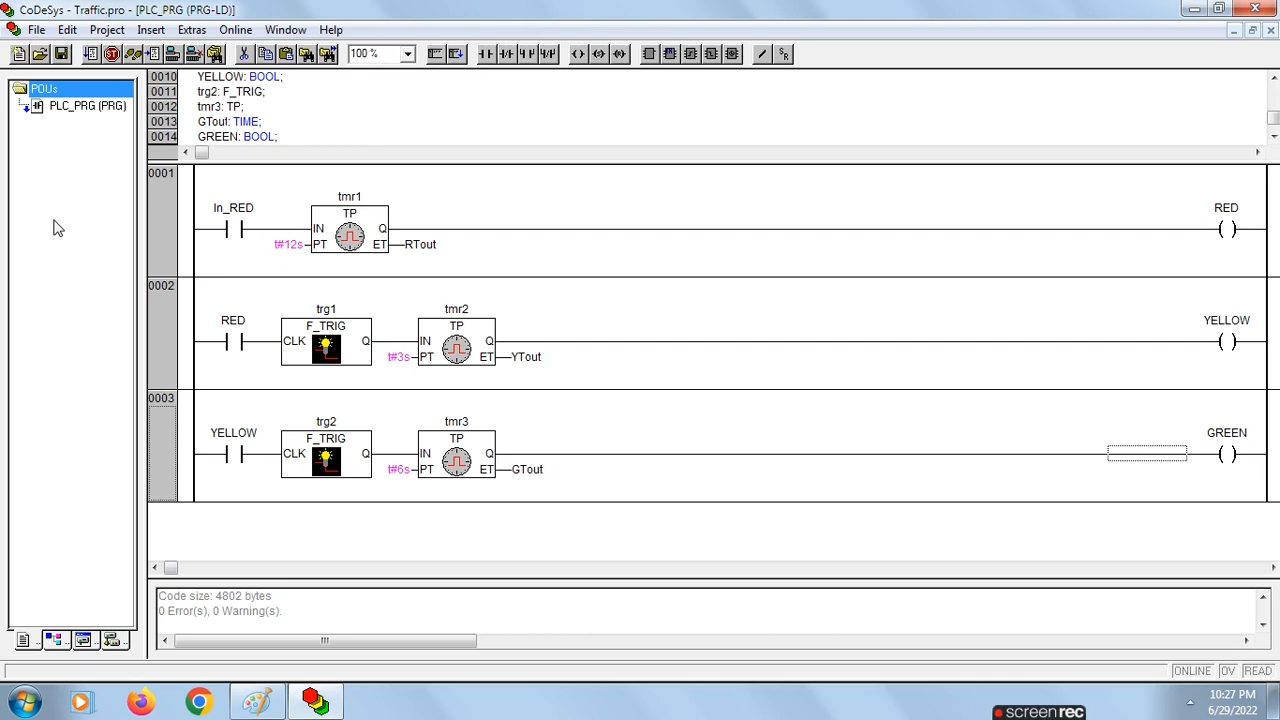 CoDeSys - Traffic.pro - [PLC_PRG (PRG-LD)]
File Edit Project Insert Extras Online Window Help
100 %
POUs
PLC_PRG (PRG)
0010 YELLOW: BOOL;
0011 trg2: F_TRIG;
0012 tmr3: TP;
0013 GTout: TIME;
0014 GREEN: BOOL;
0001
tmr1
In_RED TP RED
IN Q
t#12s PT ET RTout
0002
trg1 tmr2
RED F_TRIG TP YELLOW
CLK Q IN Q
t#3s PT ET YTout
0003
trg2 tmr3
YELLOW F_TRIG TP GREEN
CLK Q IN Q
t#6s PT ET GTout
Code size: 4802 bytes
0 Error(s), 0 Warning(s).
ONLINE OV READ
10:27 PM
6/29/2022
screenrec